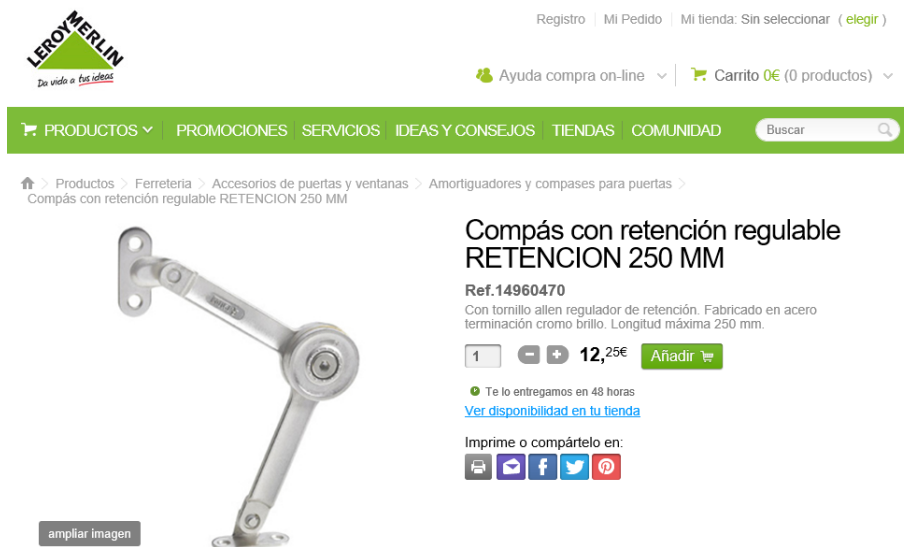 LEROY MERLIN
Da vida a tus ideas
Registro
Mi Pedido
Mi tienda: Sin seleccionar ( elegir )
Ayuda compra on-line
Carrito 0€ (0 productos)
PRODUCTOS
PROMOCIONES
SERVICIOS
IDEAS Y CONSEJOS
TIENDAS
COMUNIDAD
Buscar
Productos
Ferreteria
Accesorios de puertas y ventanas
Amortiguadores y compases para puertas
Compás con retención regulable RETENCION 250 MM
Compás con retención regulable
RETENCION 250 MM
Ref.14960470
Con tornillo allen regulador de retención. Fabricado en acero
terminación cromo brillo. Longitud máxima 250 mm.
1
12,25€
Añadir
Te lo entregamos en 48 horas
Ver disponibilidad en tu tienda
Imprime o compártelo en:
ampliar imagen